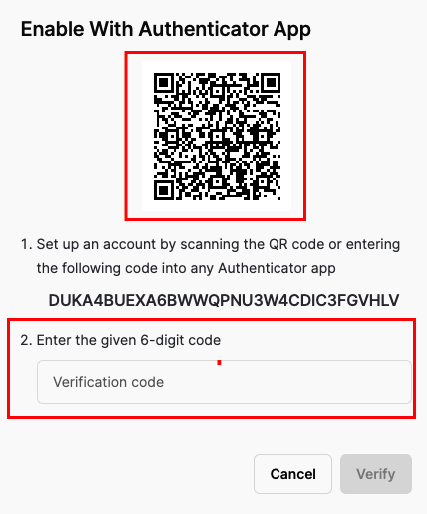 Enable With Authenticator App
1. Set up an account by scanning the QR code or entering
the following code into any Authenticator app
DUKA4BUEXA6BWWQPNU3W4CDIC3FGVHLV
2. Enter the given 6-digit code
Verification code
Cancel
Verify